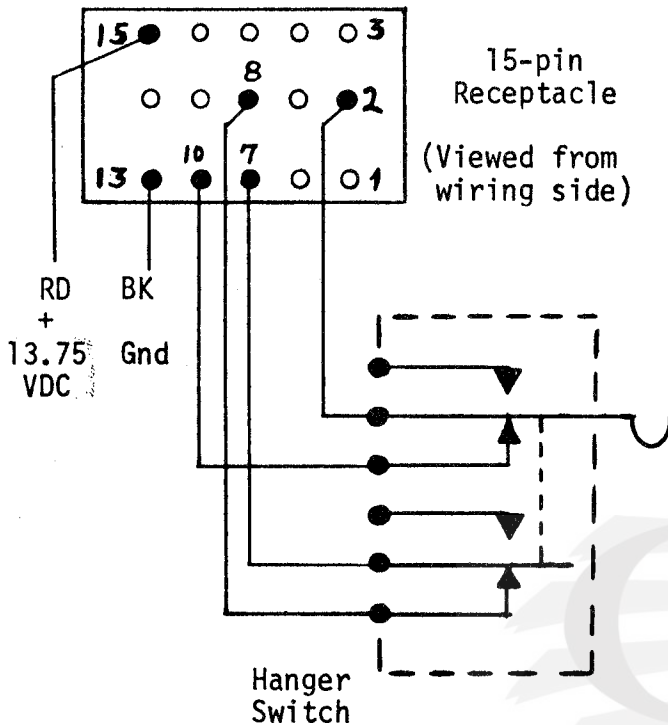 15 3
8 2
13 10 7 1
15-pin
Receptacle
(Viewed from
wiring side)
RD BK
+
13.75 Gnd
VDC
Hanger
Switch